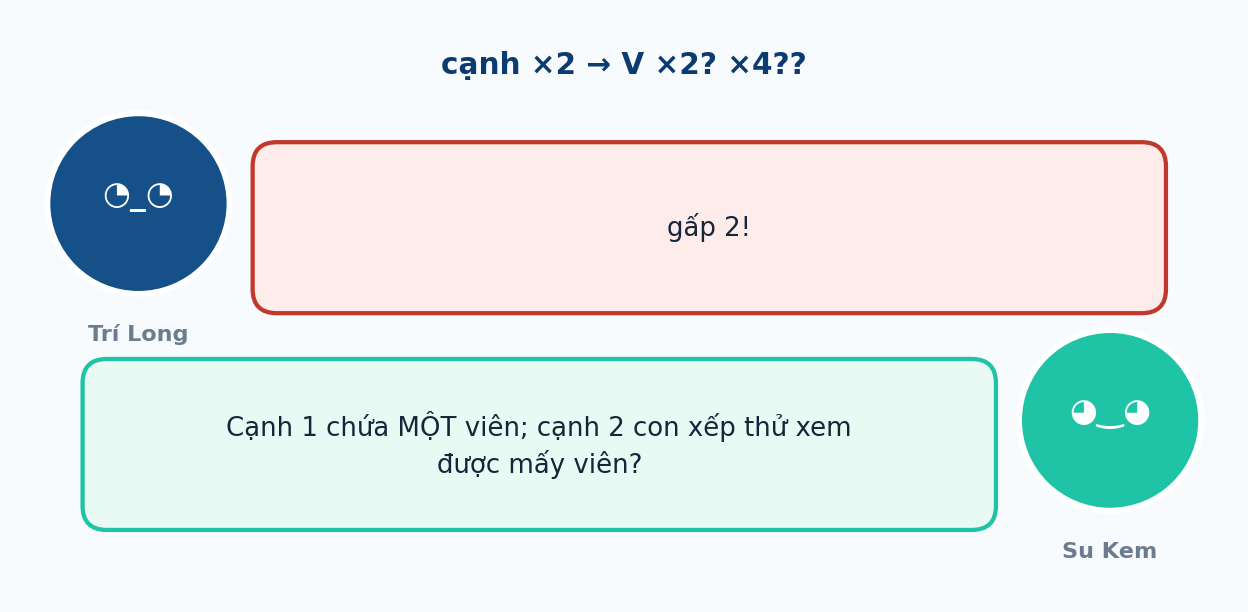 cạnh ×2 → V ×2? ×4??
◔_◔
gấp 2!
Trí Long
Cạnh 1 chứa MỘT viên; cạnh 2 con xếp thử xem
được mấy viên?
◕‿◕
Su Kem